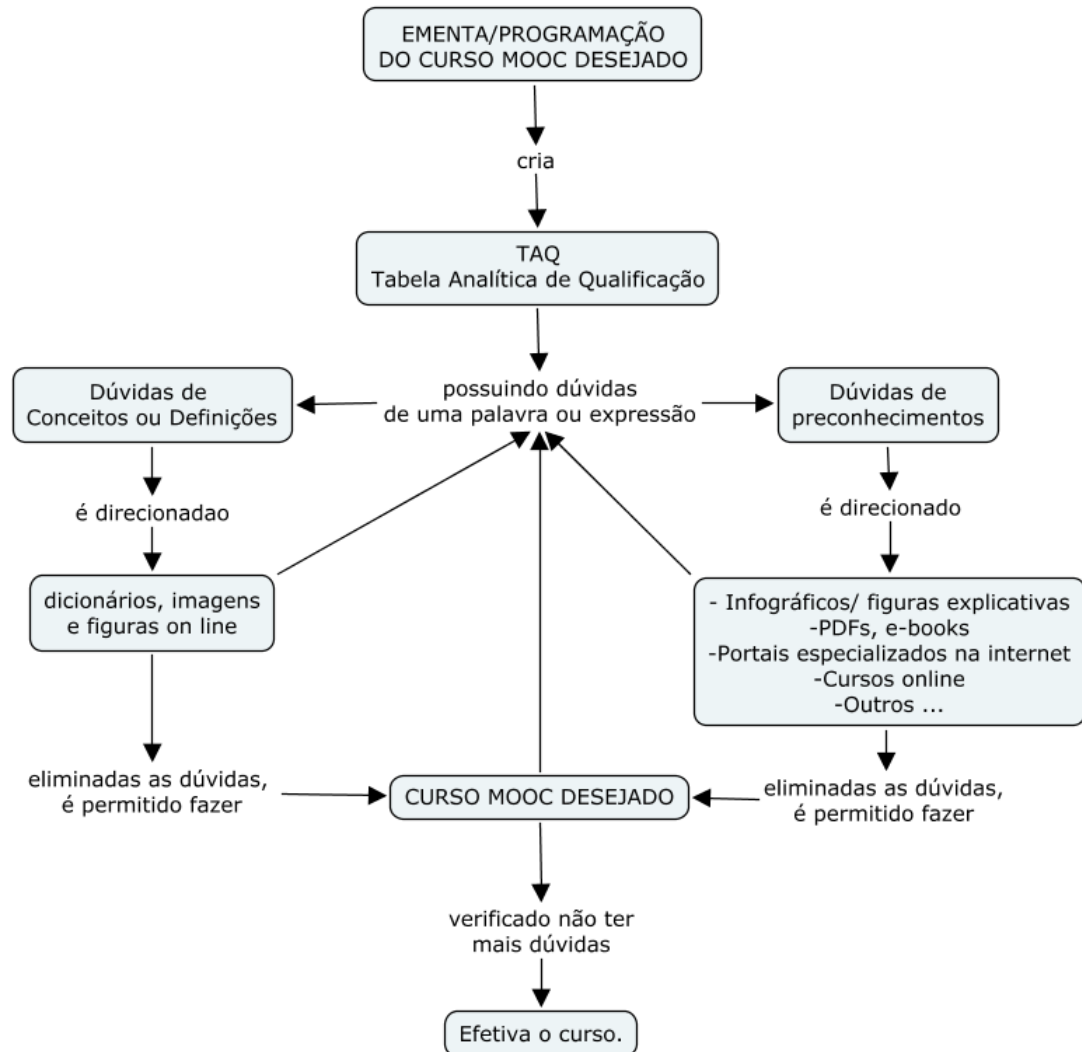 EMENTA/PROGRAMAÇÃO
DO CURSO MOOC DESEJADO
cria
TAQ
Tabela Analítica de Qualificação
possuindo dúvidas
de uma palavra ou expressão
Dúvidas de
Conceitos ou Definições
é direcionadao
dicionários, imagens
e figuras on line
eliminadas as dúvidas,
é permitido fazer
Dúvidas de
preconhecimentos
é direcionado
- Infográficos/ figuras explicativas
-PDFs, e-books
-Portais especializados na internet
-Cursos online
-Outros ...
eliminadas as dúvidas,
é permitido fazer
CURSO MOOC DESEJADO
verificado não ter
mais dúvidas
Efetiva o curso.